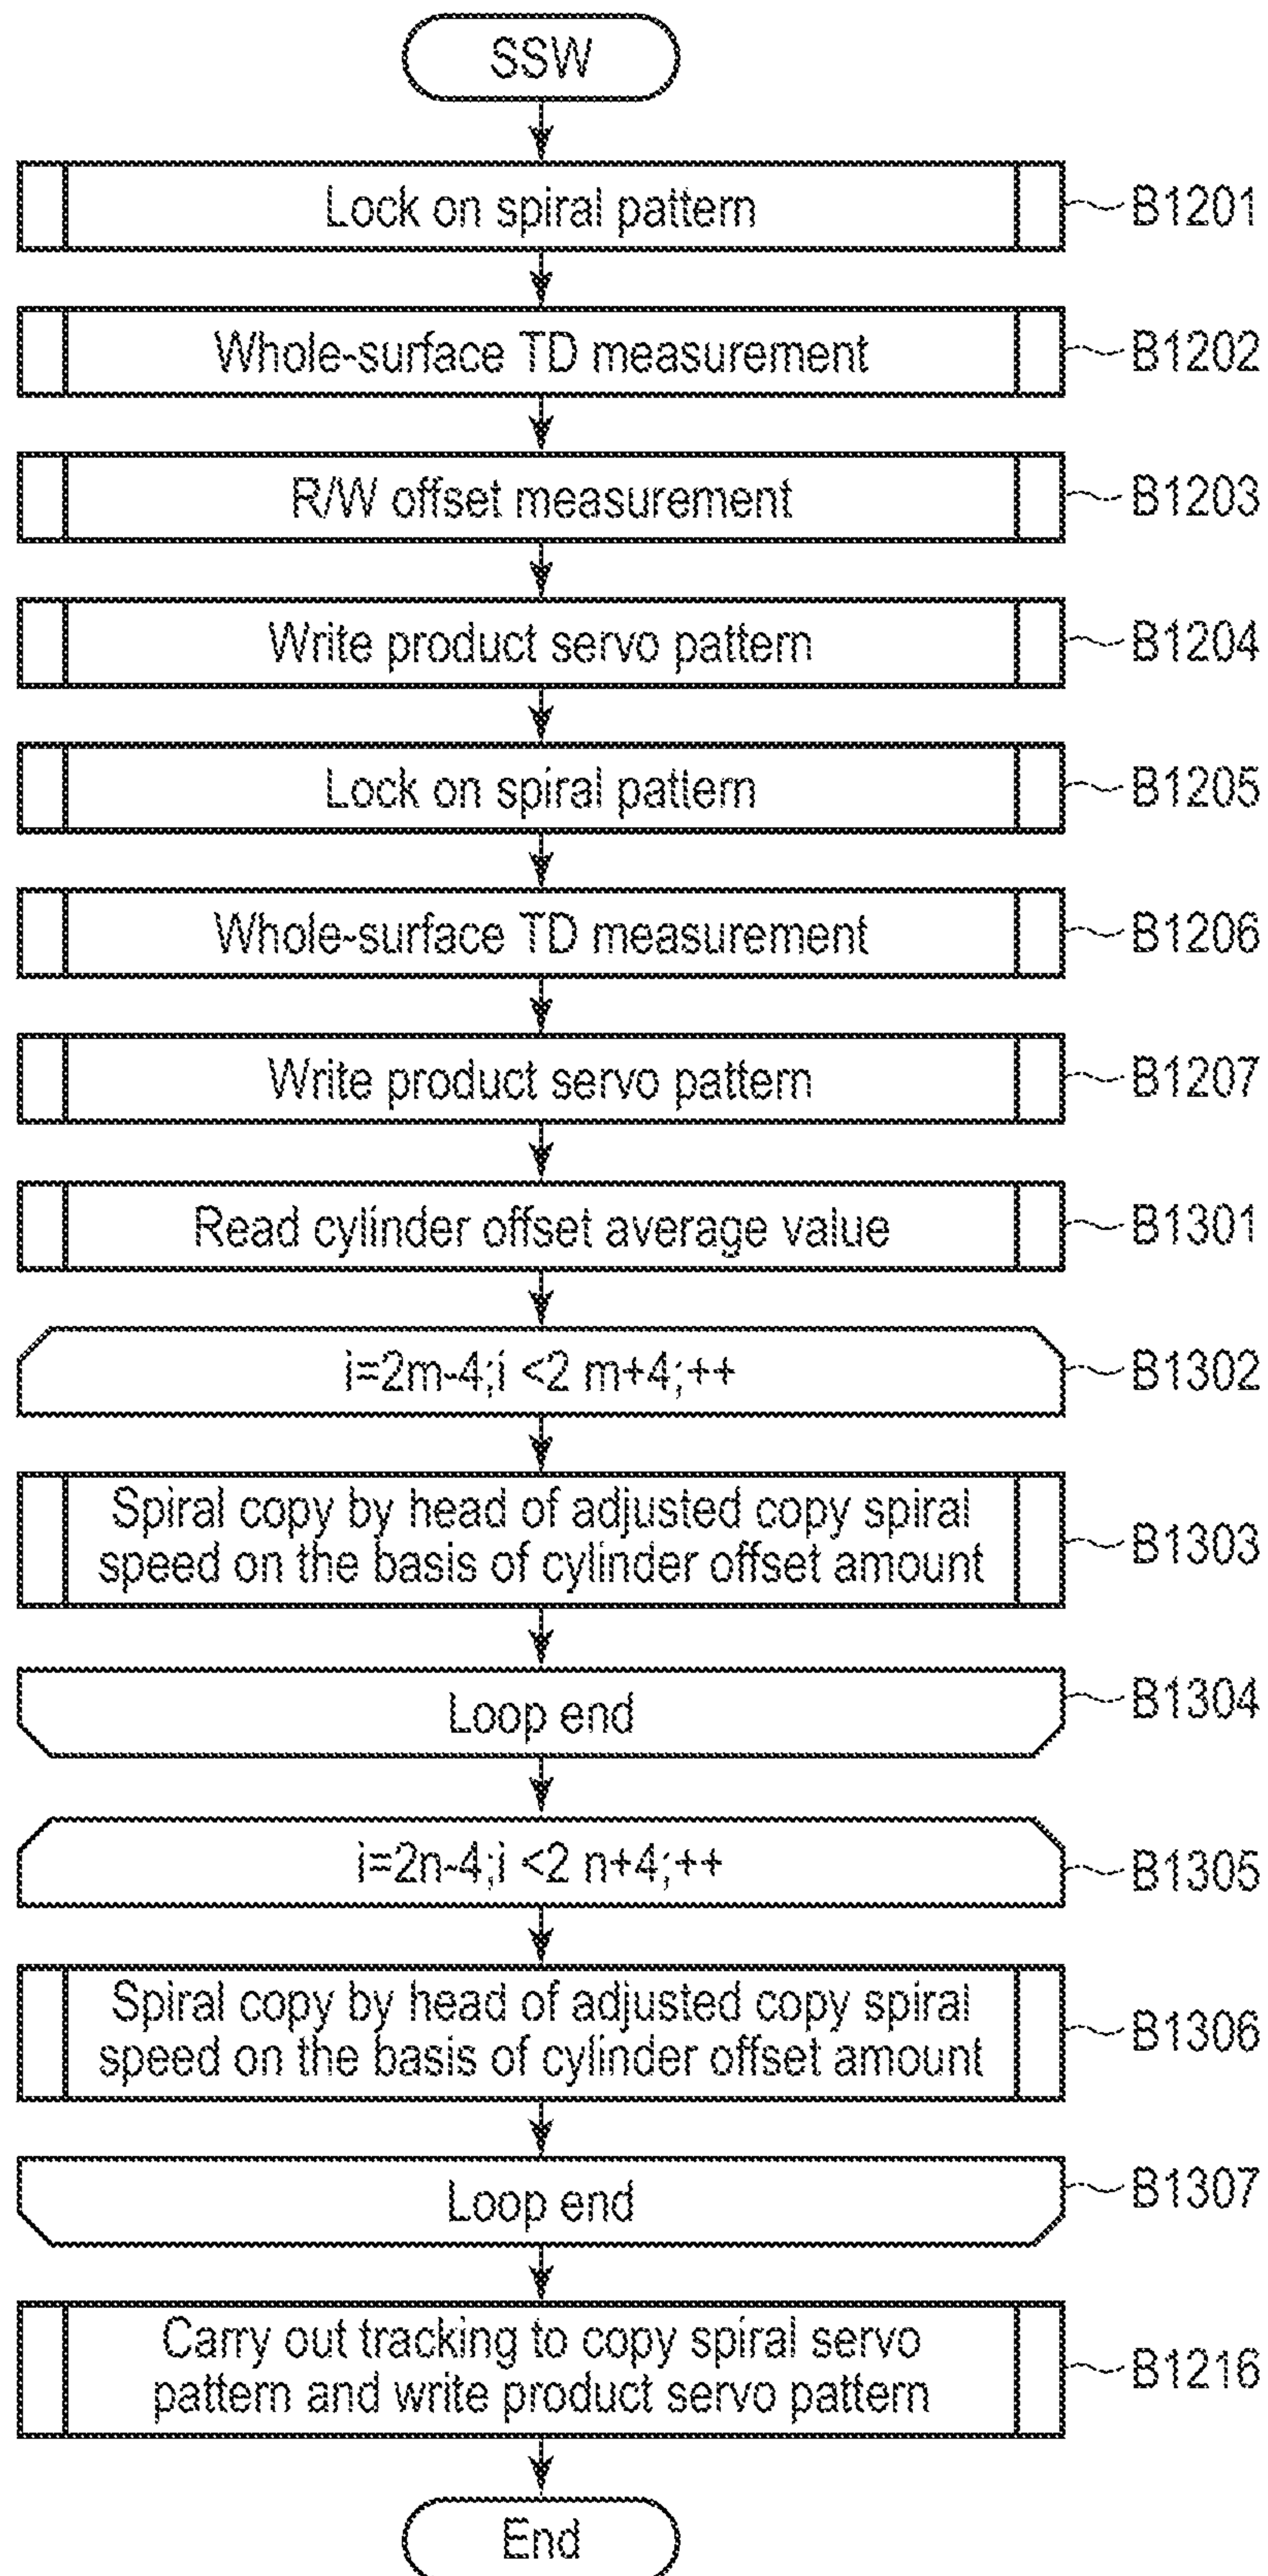 SSW
Lock on spiral pattern
B1201
Whole-surface TD measurement
B1202
R/W offset measurement
B1203
Write product servo pattern
B1204
Lock on spiral pattern
B1205
Whole-surface TD measurement
B1206
Write product servo pattern
B1207
Read cylinder offset average value
B1301
i=2m-4;i <2 m+4;++
B1302
Spiral copy by head of adjusted copy spiral
speed on the basis of cylinder offset amount
B1303
Loop end
B1304
i=2n-4;i <2 n+4;++
B1305
Spiral copy by head of adjusted copy spiral
speed on the basis of cylinder offset amount
B1306
Loop end
B1307
Carry out tracking to copy spiral servo
pattern and write product servo pattern
B1216
End